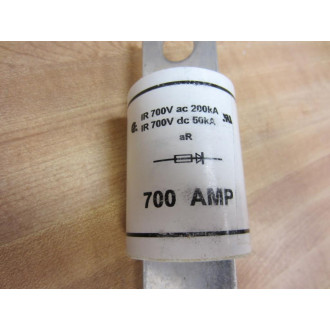 IR 700V ac 200kA
IR 700V dc 50kA
aR
700 AMP